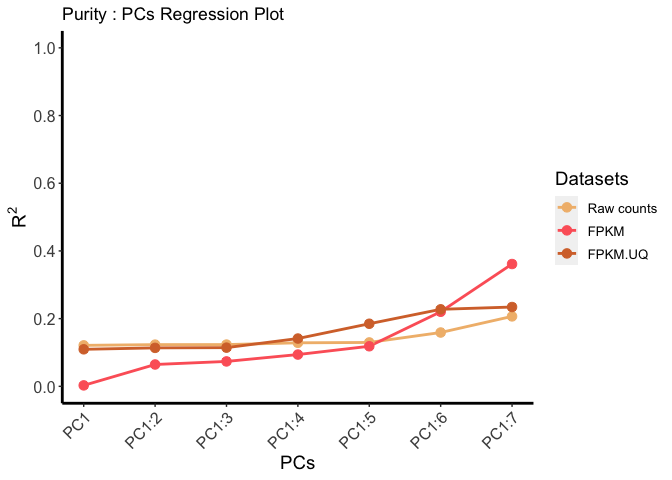 Purity : PCs Regression Plot
1.0
0.8
0.6
0.4
0.2
0.0
R²
PC1
PC1:2
PC1:3
PC1:4
PC1:5
PC1:6
PC1:7
PCs
Datasets
Raw counts
FPKM
FPKM.UQ